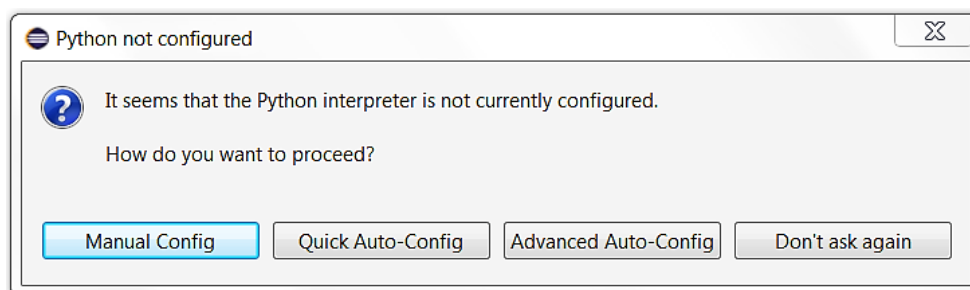 Python not configured
It seems that the Python interpreter is not currently configured.
How do you want to proceed?
Manual Config
Quick Auto-Config
Advanced Auto-Config
Don't ask again